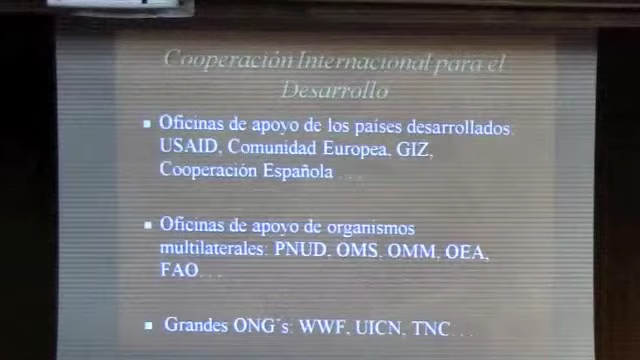 Cooperación Internacional para el
Desarrollo
Oficinas de apoyo de los países desarrollados:
USAID, Comunidad Europea, GIZ,
Cooperación Española . . .
Oficinas de apoyo de organismos
multilaterales: PNUD, OMS, OMM, OEA,
FAO. . .
Grandes ONG´s: WWF, UICN, TNC. . .